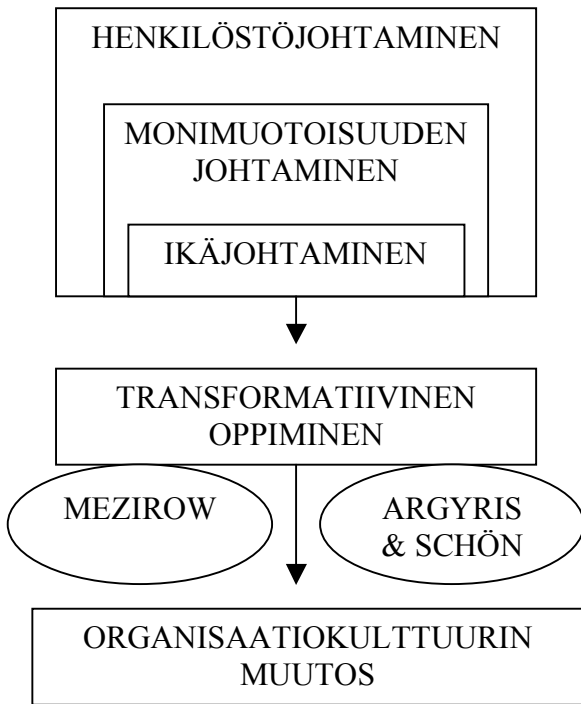 HENKILÖSTÖJOHTAMINEN
MONIMUOTOISUUDEN
JOHTAMINEN
IKÄJOHTAMINEN
TRANSFORMATIIVINEN
OPPIMINEN
MEZIROW
ARGYRIS
& SCHÖN
ORGANISAATIOKULTTUURIN
MUUTOS